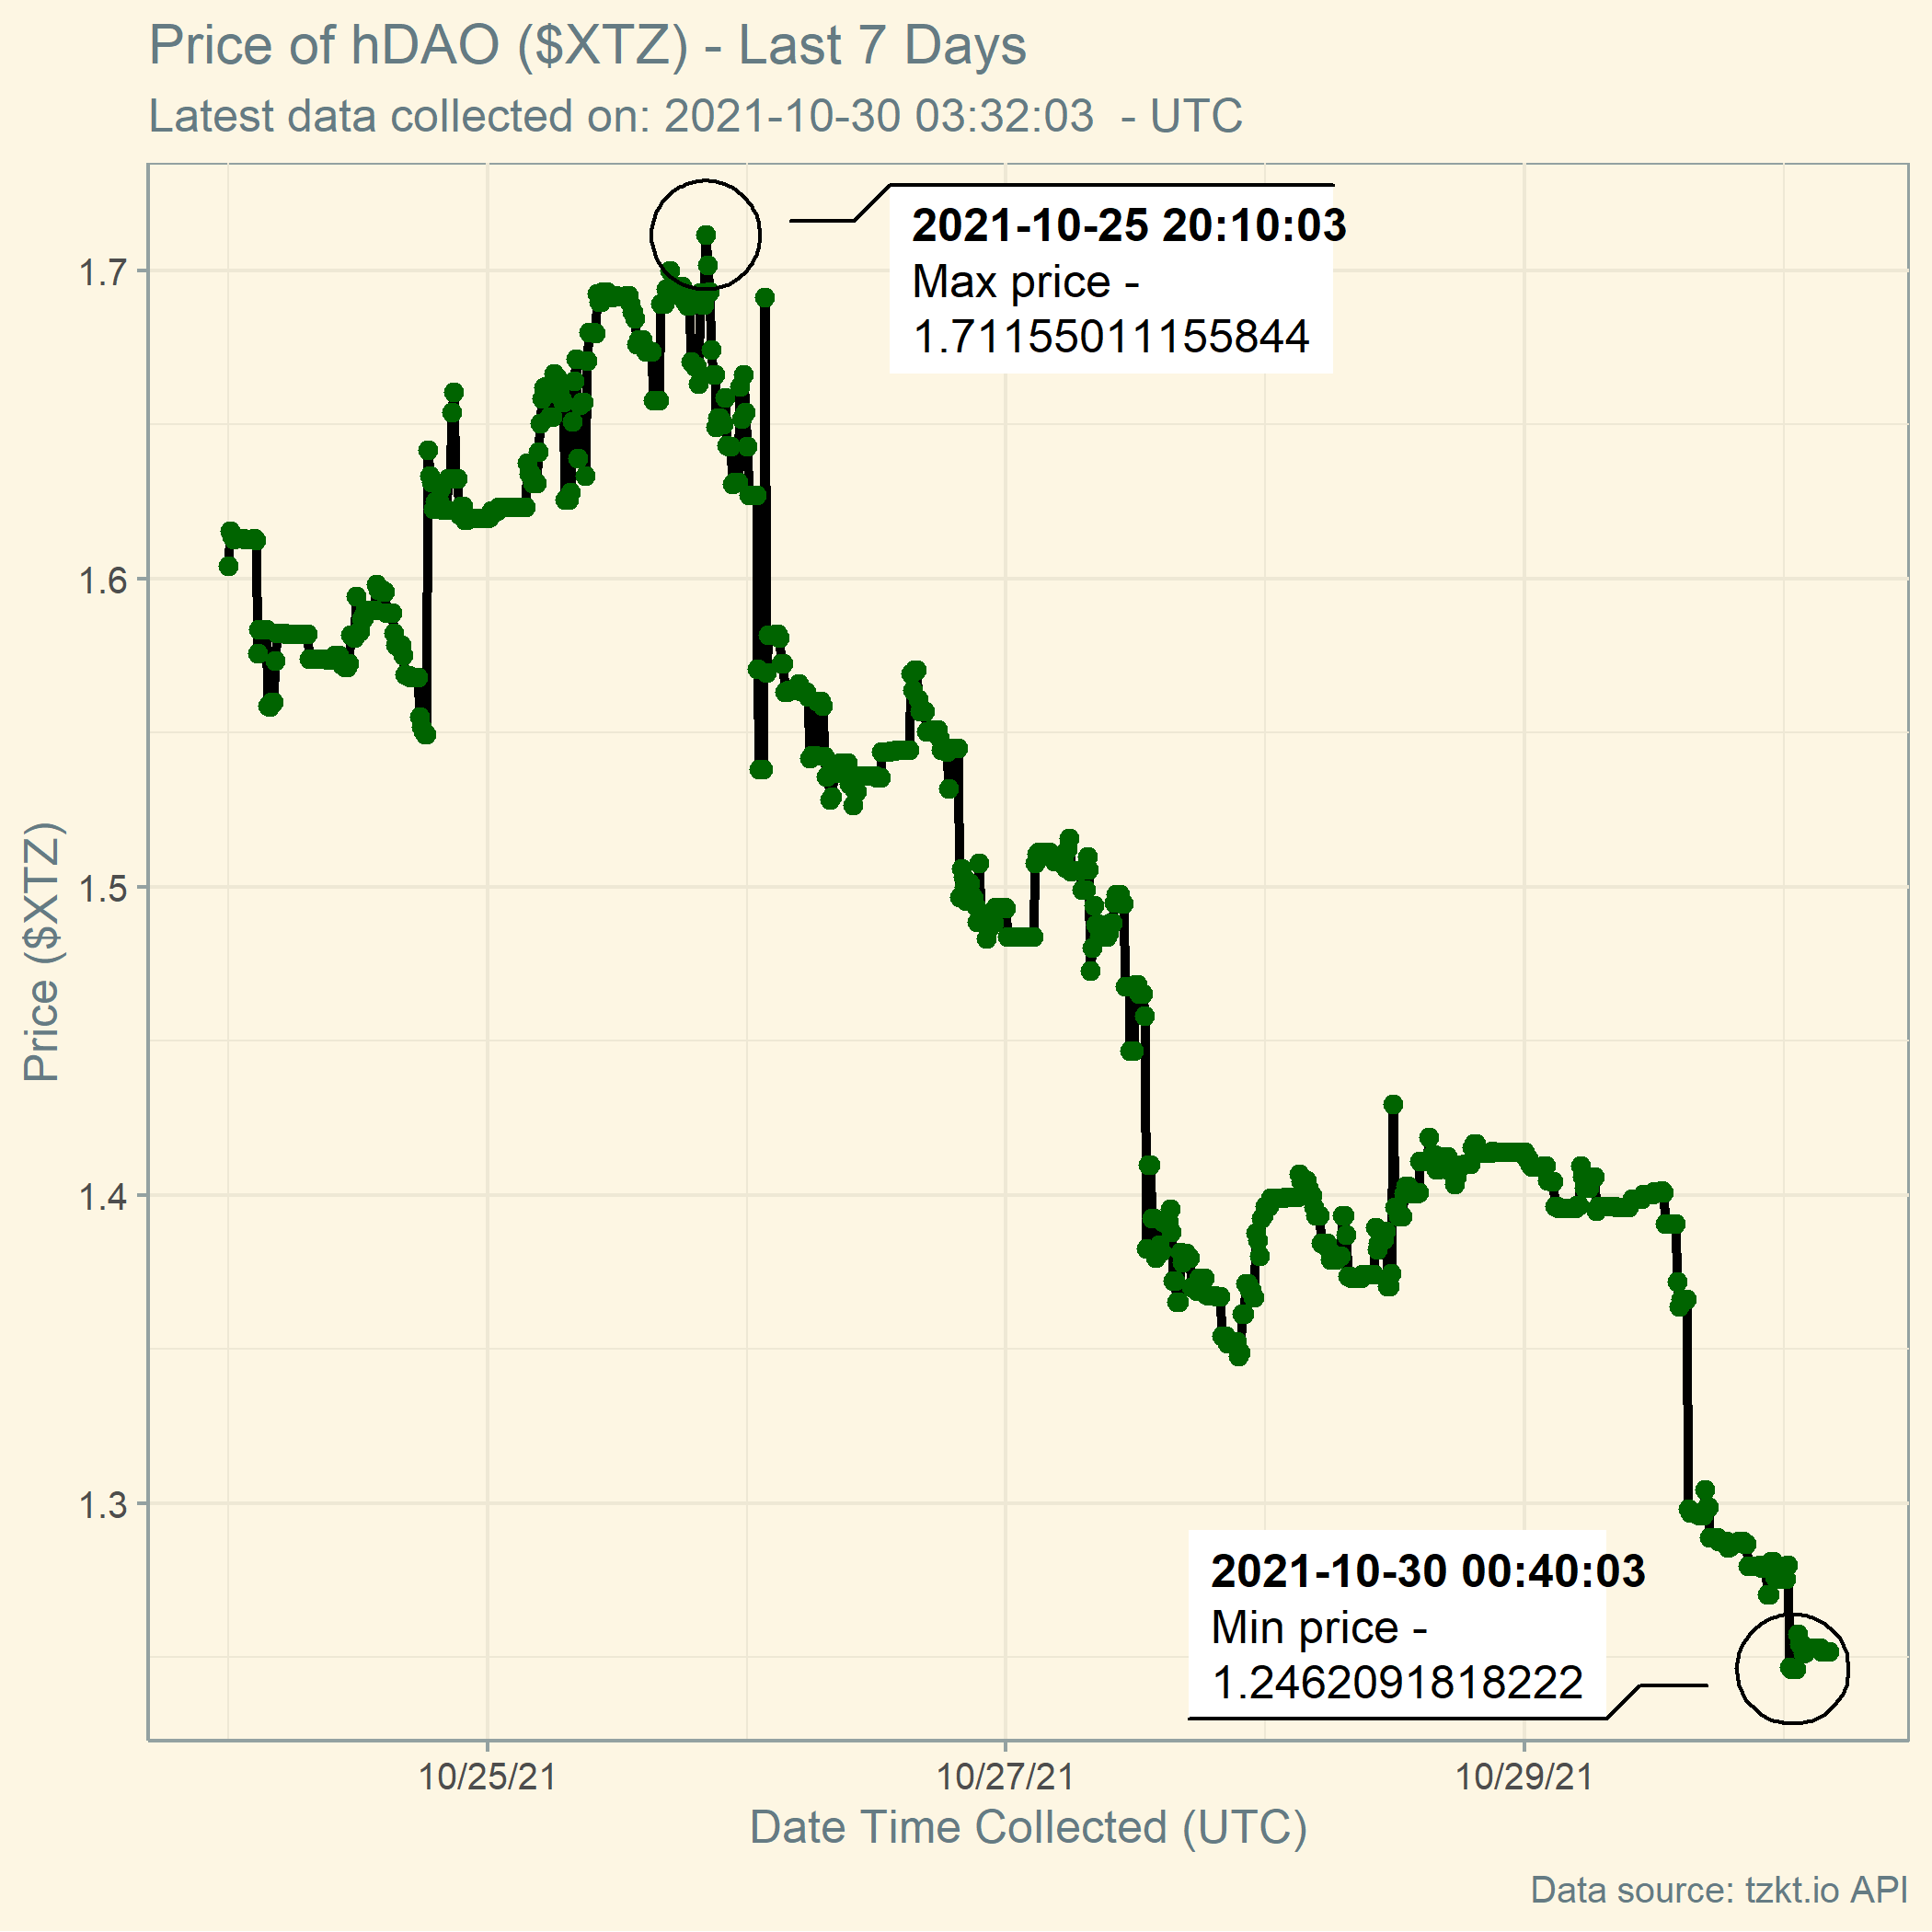 Price of hDAO ($XTZ) - Last 7 Days
Latest data collected on: 2021-10-30 03:32:03  - UTC
2021-10-25 20:10:03
Max price -
1.71155011155844
1.7
1.6
1.5
1.4
1.3
Price ($XTZ)
2021-10-30 00:40:03
Min price -
1.2462091818222
10/25/21
10/27/21
10/29/21
Date Time Collected (UTC)
Data source: tzkt.io API